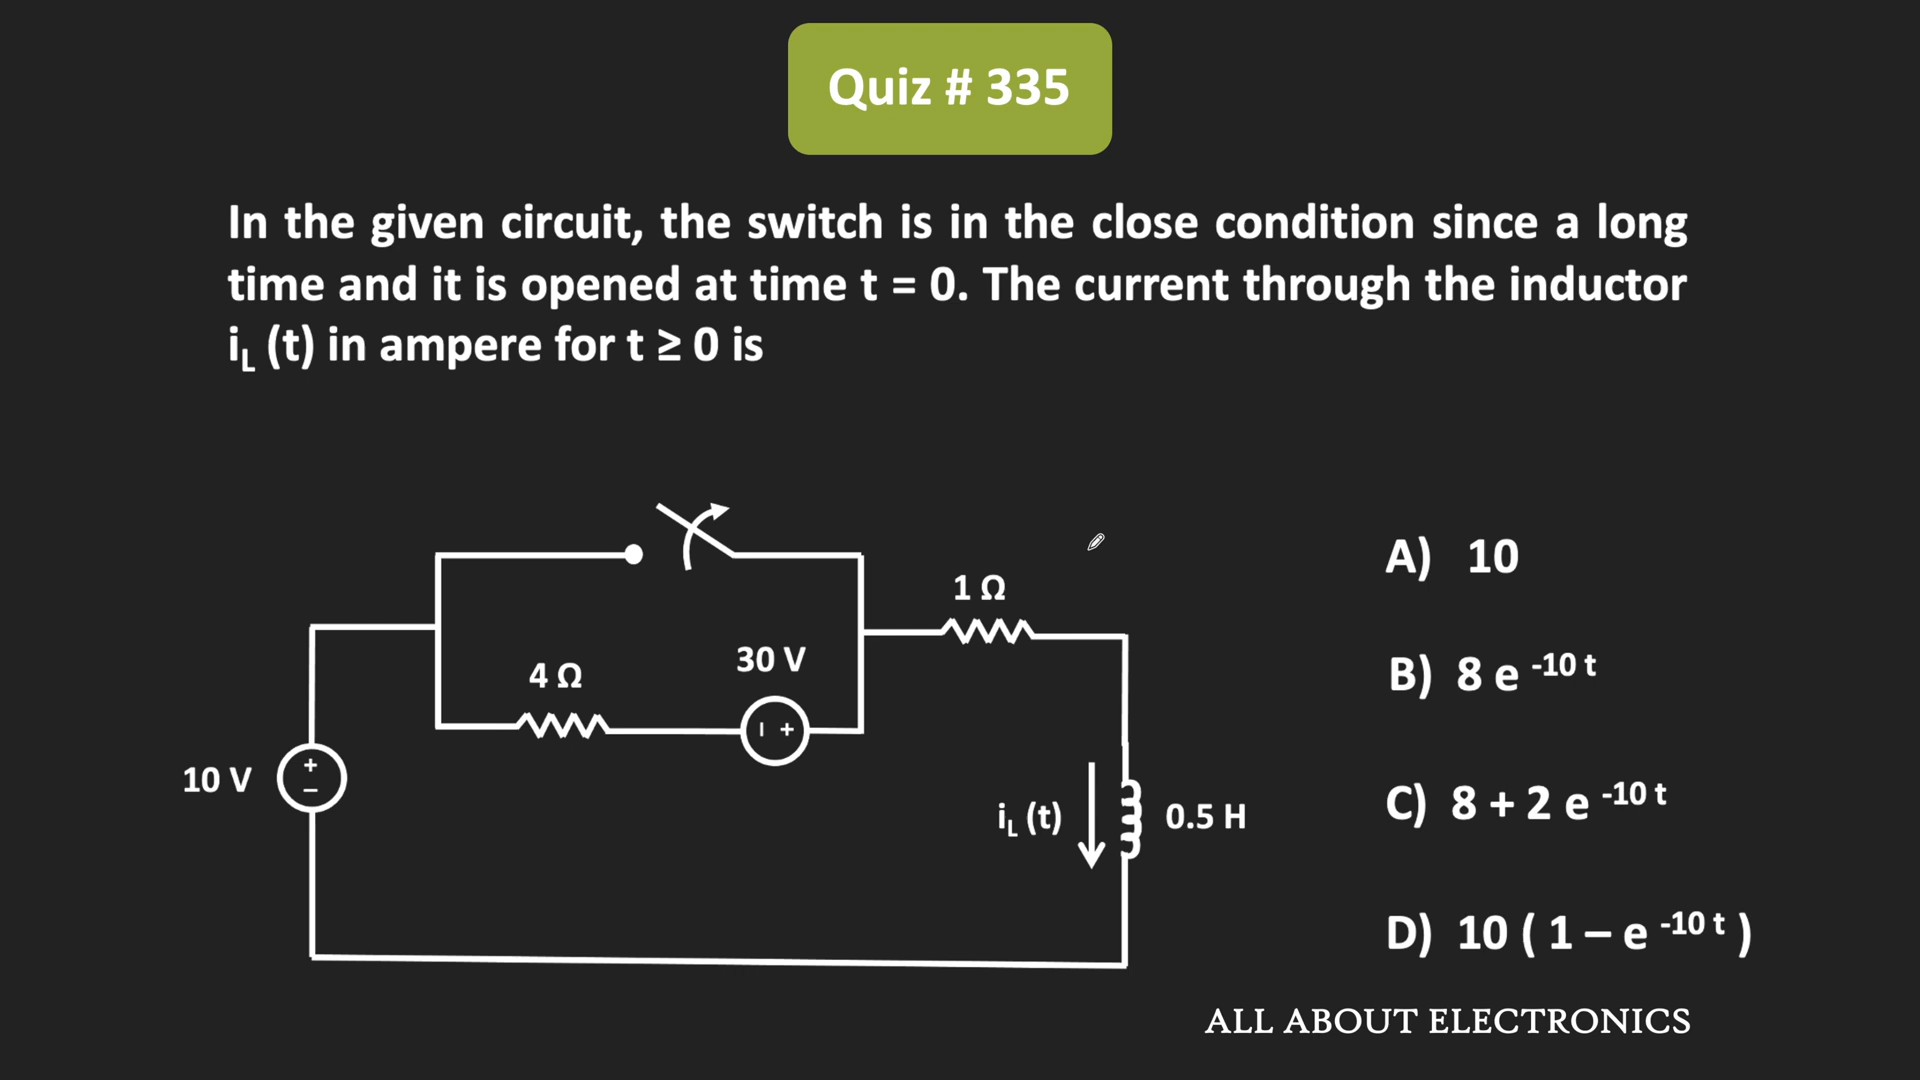 Quiz # 335
In the given circuit, the switch is in the close condition since a long
time and it is opened at time t = 0. The current through the inductor
iL (t) in ampere for t ≥ 0 is
1 Ω
4 Ω
30 V
- +
10 V
+
−
iL (t)
0.5 H
A) 10
B) 8 e -10 t
C) 8 + 2 e -10 t
D) 10 ( 1 – e -10 t )
ALL ABOUT ELECTRONICS